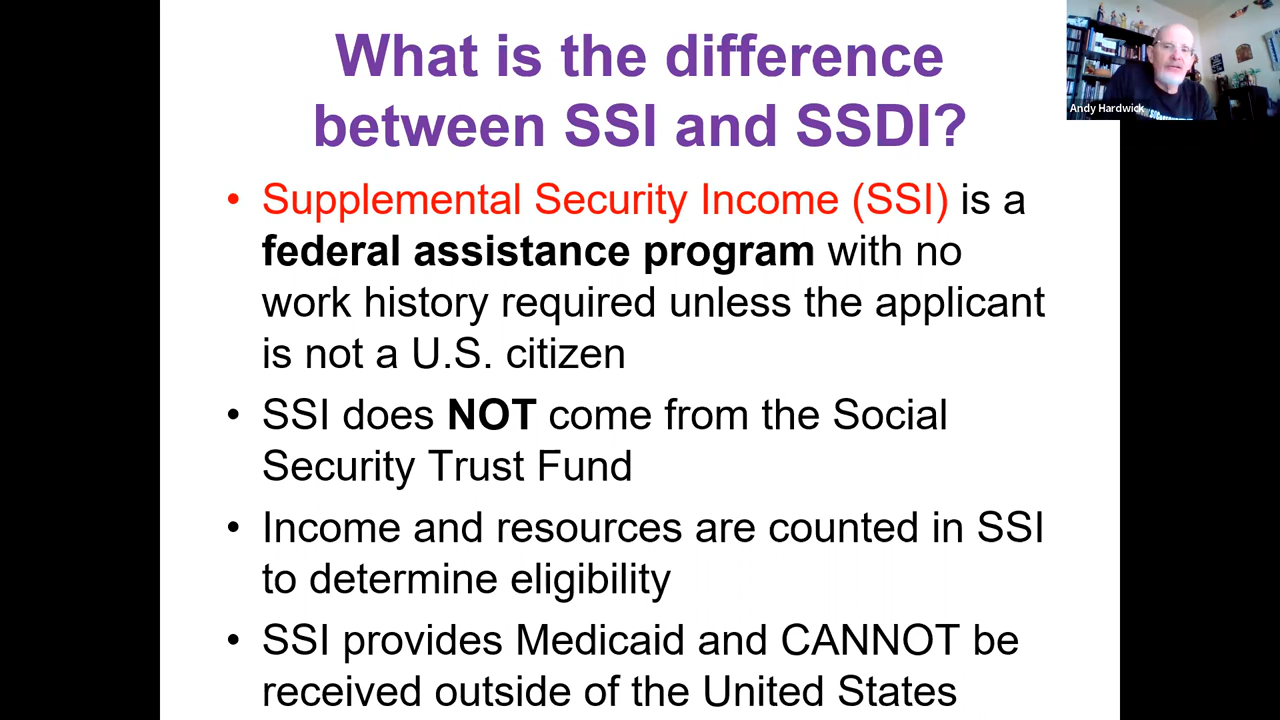 What is the difference
between SSI and SSDI?
• Supplemental Security Income (SSI) is a
federal assistance program with no
work history required unless the applicant
is not a U.S. citizen
• SSI does NOT come from the Social
Security Trust Fund
• Income and resources are counted in SSI
to determine eligibility
• SSI provides Medicaid and CANNOT be
received outside of the United States
Andy Hardwick